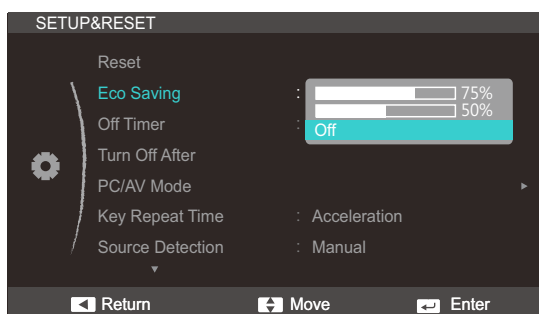 SETUP&RESET
Reset
Eco Saving : 75%
50%
Off Timer : Off
Turn Off After
PC/AV Mode
Key Repeat Time : Acceleration
Source Detection : Manual
Return Move Enter